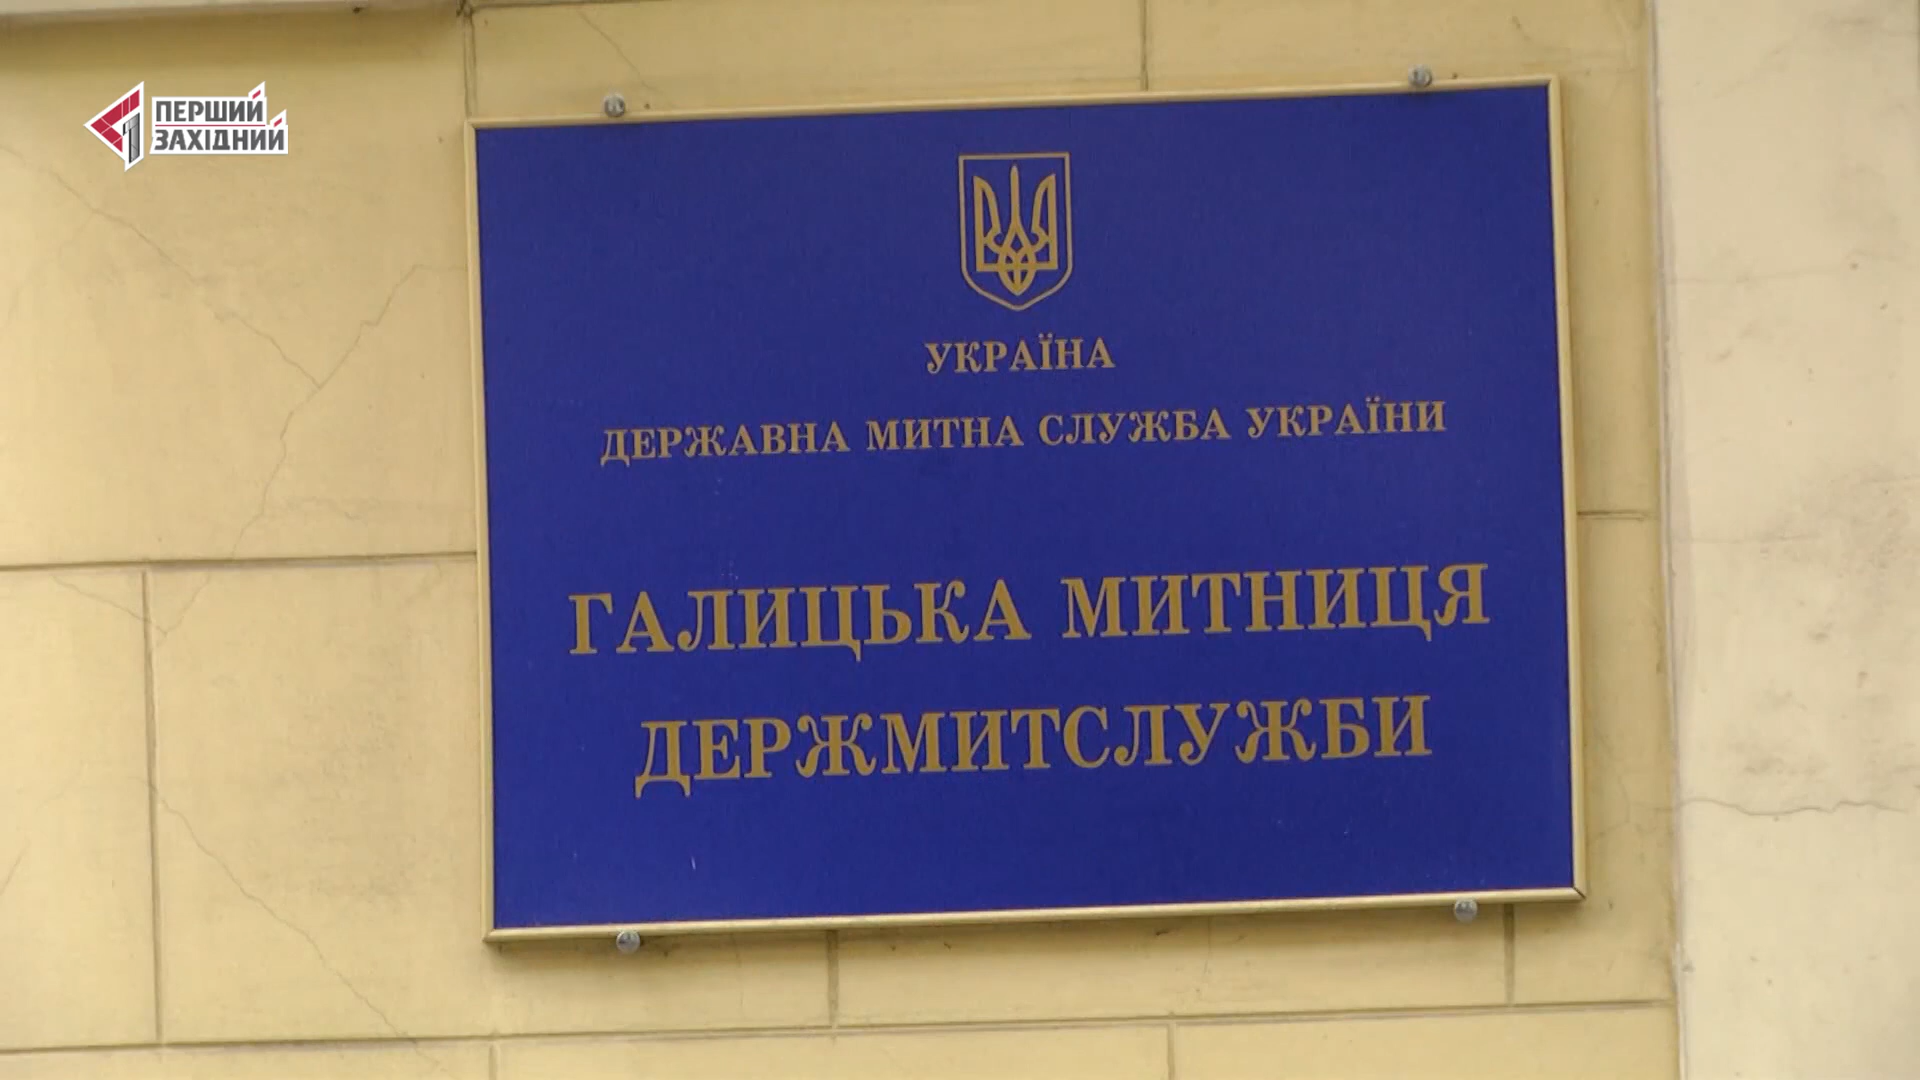 ПЕРШИЙ
ЗАХІДНИЙ
УКРАЇНА
ДЕРЖАВНА МИТНА СЛУЖБА УКРАЇНИ
ГАЛИЦЬКА МИТНИЦЯ
ДЕРЖМИТСЛУЖБИ